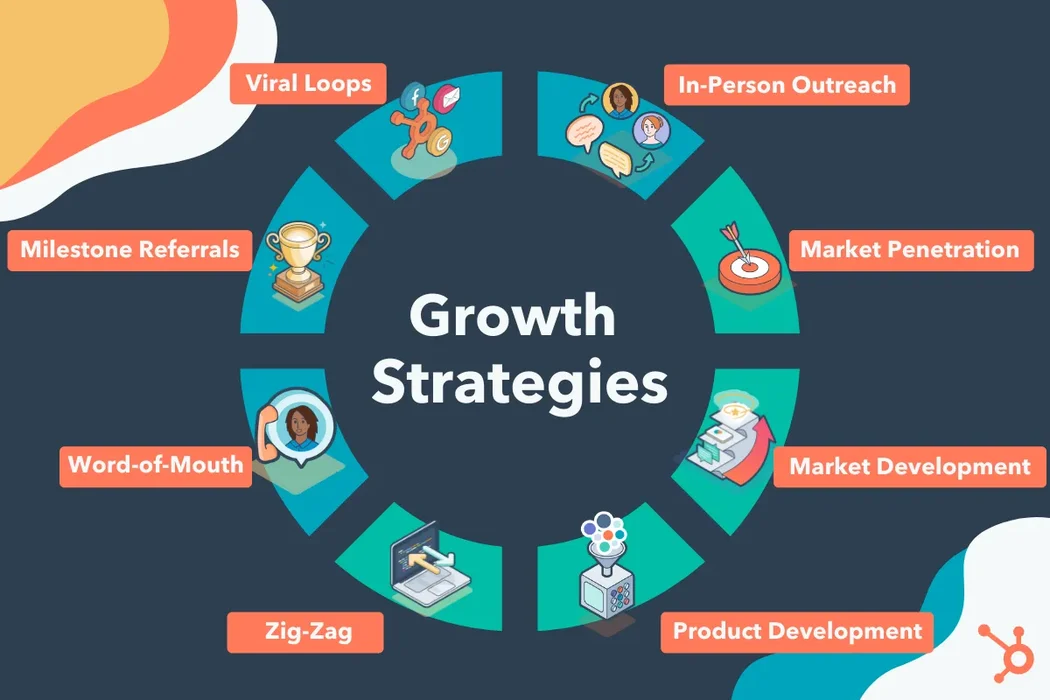 Viral Loops
In-Person Outreach
Milestone Referrals
Market Penetration
Growth
Strategies
Word-of-Mouth
Market Development
Zig-Zag
Product Development
f
G